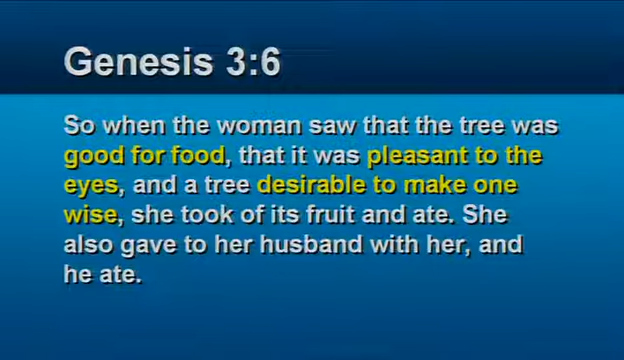 Genesis 3:6
So when the woman saw that the tree was
good for food, that it was pleasant to the
eyes, and a tree desirable to make one
wise, she took of its fruit and ate. She
also gave to her husband with her, and
he ate.